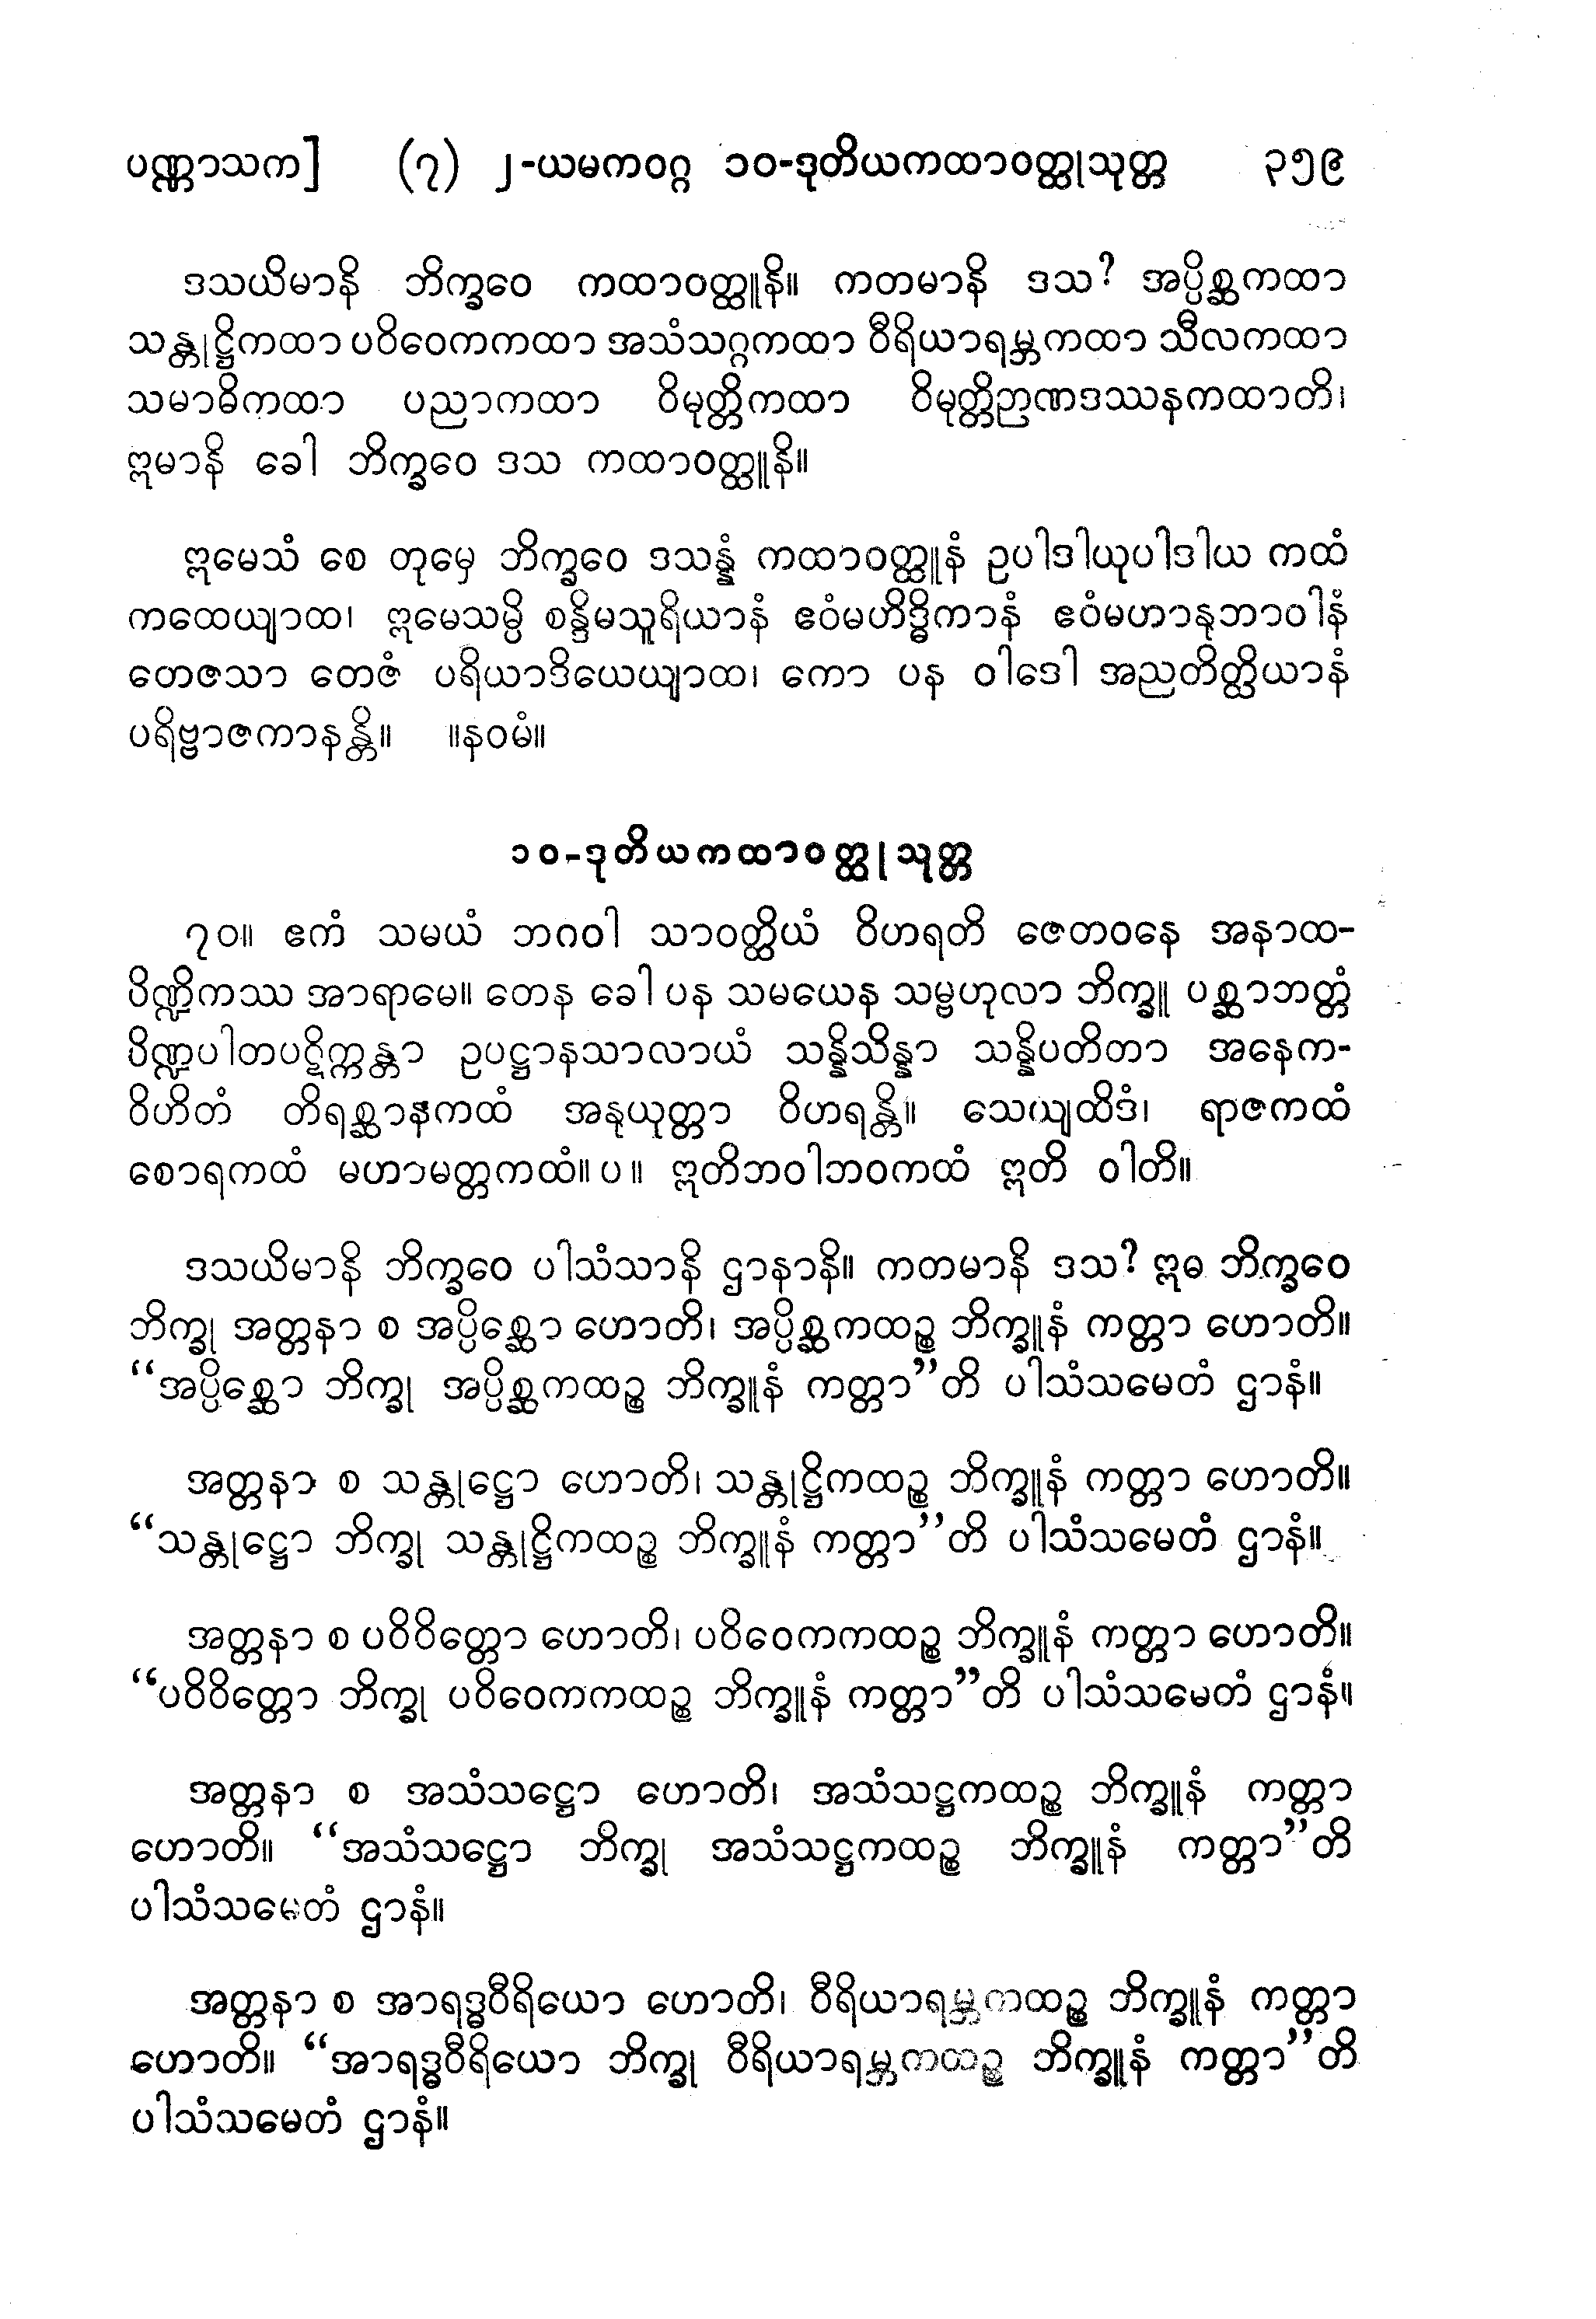 ပဏ္ဏာသက] (၇) ၂-ယမကဝဂ္ဂ ၁၀-ဒုတိယကထာဝတ္ထုသုတ္တ ၃၅၉
ဒသယိမာနိ ဘိက္ခဝေ ကထာဝတ္ထူနိ။ ကတမာနိ ဒသ? အပ္ပိစ္ဆကထာ
သန္တုဋ္ဌိကထာ ပဝိဝေကကထာ အသံသဂ္ဂကထာ ဝီရိယာရမ္ဘကထာ သီလကထာ
သမာဓိကထာ ပညာကထာ ဝိမုတ္တိကထာ ဝိမုတ္တိဉာဏဒဿနကထာတိ၊
ဣမာနိ ခေါ ဘိက္ခဝေ ဒသ ကထာဝတ္ထူနိ။
ဣမေသံ စေ တုမှေ ဘိက္ခဝေ ဒသန္နံ ကထာဝတ္ထူနံ ဥပါဒါယုပါဒါယ ကထံ
ကထေယျာထ၊ ဣမေသမ္ပိ စန္ဒိမသူရိယာနံ ဧဝံမဟိဒ္ဓိကာနံ ဧဝံမဟာနုဘာဝါနံ
တေဇသာ တေဇံ ပရိယာဒိယေယျာထ၊ ကော ပန ဝါဒေါ အညတိတ္ထိယာနံ
ပရိဗ္ဗာဇကာနန္တိ။ ။နဝမံ။
၁၀-ဒုတိယကထာဝတ္ထုသုတ္တ
၇၀။ ဧကံ သမယံ ဘဂဝါ သာဝတ္ထိယံ ဝိဟရတိ ဇေတဝနေ အနာထ-
ပိဏ္ဍိကဿ အာရာမေ။ တေန ခေါ ပန သမယေန သမ္ဗဟုလာ ဘိက္ခူ ပစ္ဆာဘတ္တံ
ပိဏ္ဍပါတပဋိက္ကန္တာ ဥပဋ္ဌာနသာလာယံ သန္နိသိန္နာ သန္နိပတိတာ အနေက-
ဝိဟိတံ တိရစ္ဆာနကထံ အနုယုတ္တာ ဝိဟရန္တိ။ သေယျထိဒံ၊ ရာဇကထံ
စောရကထံ မဟာမတ္တကထံ။ ပ ။ ဣတိဘဝါဘဝကထံ ဣတိ ဝါတိ။
ဒသယိမာနိ ဘိက္ခဝေ ပါသံသာနိ ဌာနာနိ။ ကတမာနိ ဒသ? ဣဓ ဘိက္ခဝေ
ဘိက္ခု အတ္တနာ စ အပ္ပိစ္ဆော ဟောတိ၊ အပ္ပိစ္ဆကထဉ္စ ဘိက္ခူနံ ကတ္တာ ဟောတိ။
“အပ္ပိစ္ဆော ဘိက္ခု အပ္ပိစ္ဆကထဉ္စ ဘိက္ခူနံ ကတ္တာ”တိ ပါသံသမေတံ ဌာနံ။
အတ္တနာ စ သန္တုဋ္ဌော ဟောတိ၊ သန္တုဋ္ဌိကထဉ္စ ဘိက္ခူနံ ကတ္တာ ဟောတိ။
“သန္တုဋ္ဌော ဘိက္ခု သန္တုဋ္ဌိကထဉ္စ ဘိက္ခူနံ ကတ္တာ”တိ ပါသံသမေတံ ဌာနံ။
အတ္တနာ စ ပဝိဝိတ္တော ဟောတိ၊ ပဝိဝေကကထဉ္စ ဘိက္ခူနံ ကတ္တာ ဟောတိ။
“ပဝိဝိတ္တော ဘိက္ခု ပဝိဝေကကထဉ္စ ဘိက္ခူနံ ကတ္တာ”တိ ပါသံသမေတံ ဌာနံ။
အတ္တနာ စ အသံသဋ္ဌော ဟောတိ၊ အသံသဋ္ဌကထဉ္စ ဘိက္ခူနံ ကတ္တာ
ဟောတိ။ “အသံသဋ္ဌော ဘိက္ခု အသံသဋ္ဌကထဉ္စ ဘိက္ခူနံ ကတ္တာ”တိ
ပါသံသမေတံ ဌာနံ။
အတ္တနာ စ အာရဒ္ဓဝီရိယော ဟောတိ၊ ဝီရိယာရမ္ဘကထဉ္စ ဘိက္ခူနံ ကတ္တာ
ဟောတိ။ “အာရဒ္ဓဝီရိယော ဘိက္ခု ဝီရိယာရမ္ဘကထဉ္စ ဘိက္ခူနံ ကတ္တာ”တိ
ပါသံသမေတံ ဌာနံ။